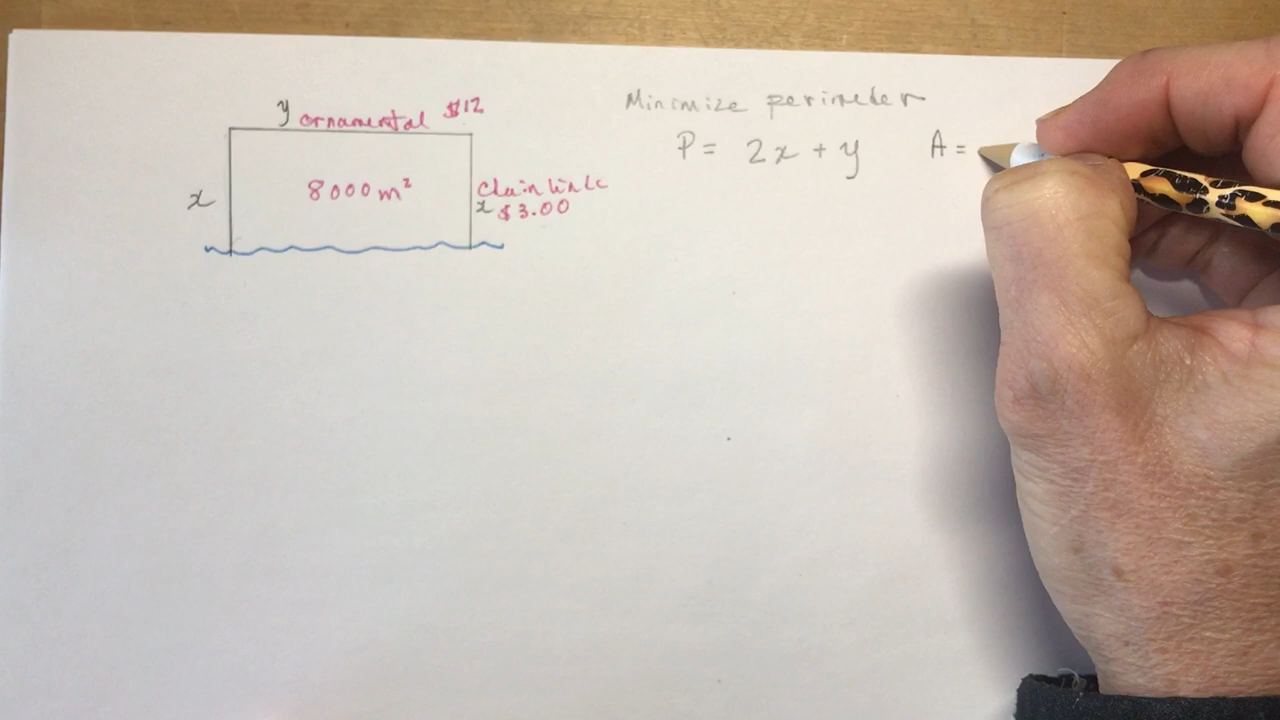 y ornamental $12
x
8000 m²
Chain link
x $3.00
Minimize perimeter
P = 2x + y
A =